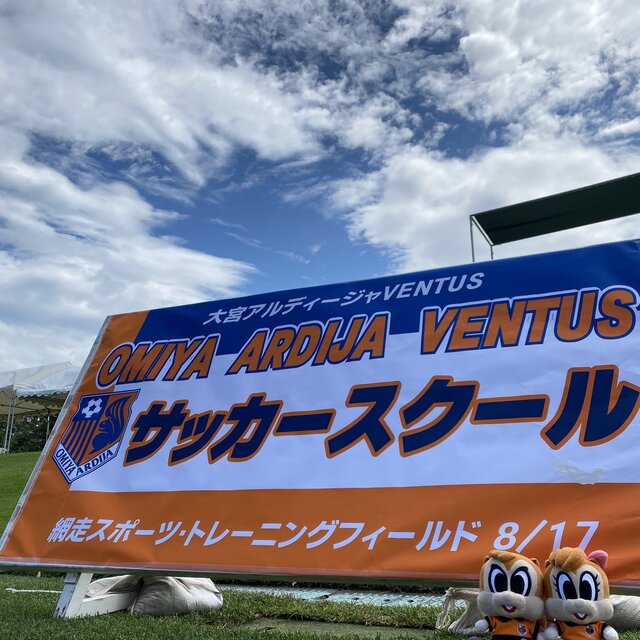 大宮アルディージャVENTUS
OMIYA ARDIJA VENTUS
サッカースクール
OMIYA ARDIJA
網走スポーツ・トレーニングフィールド 8/17